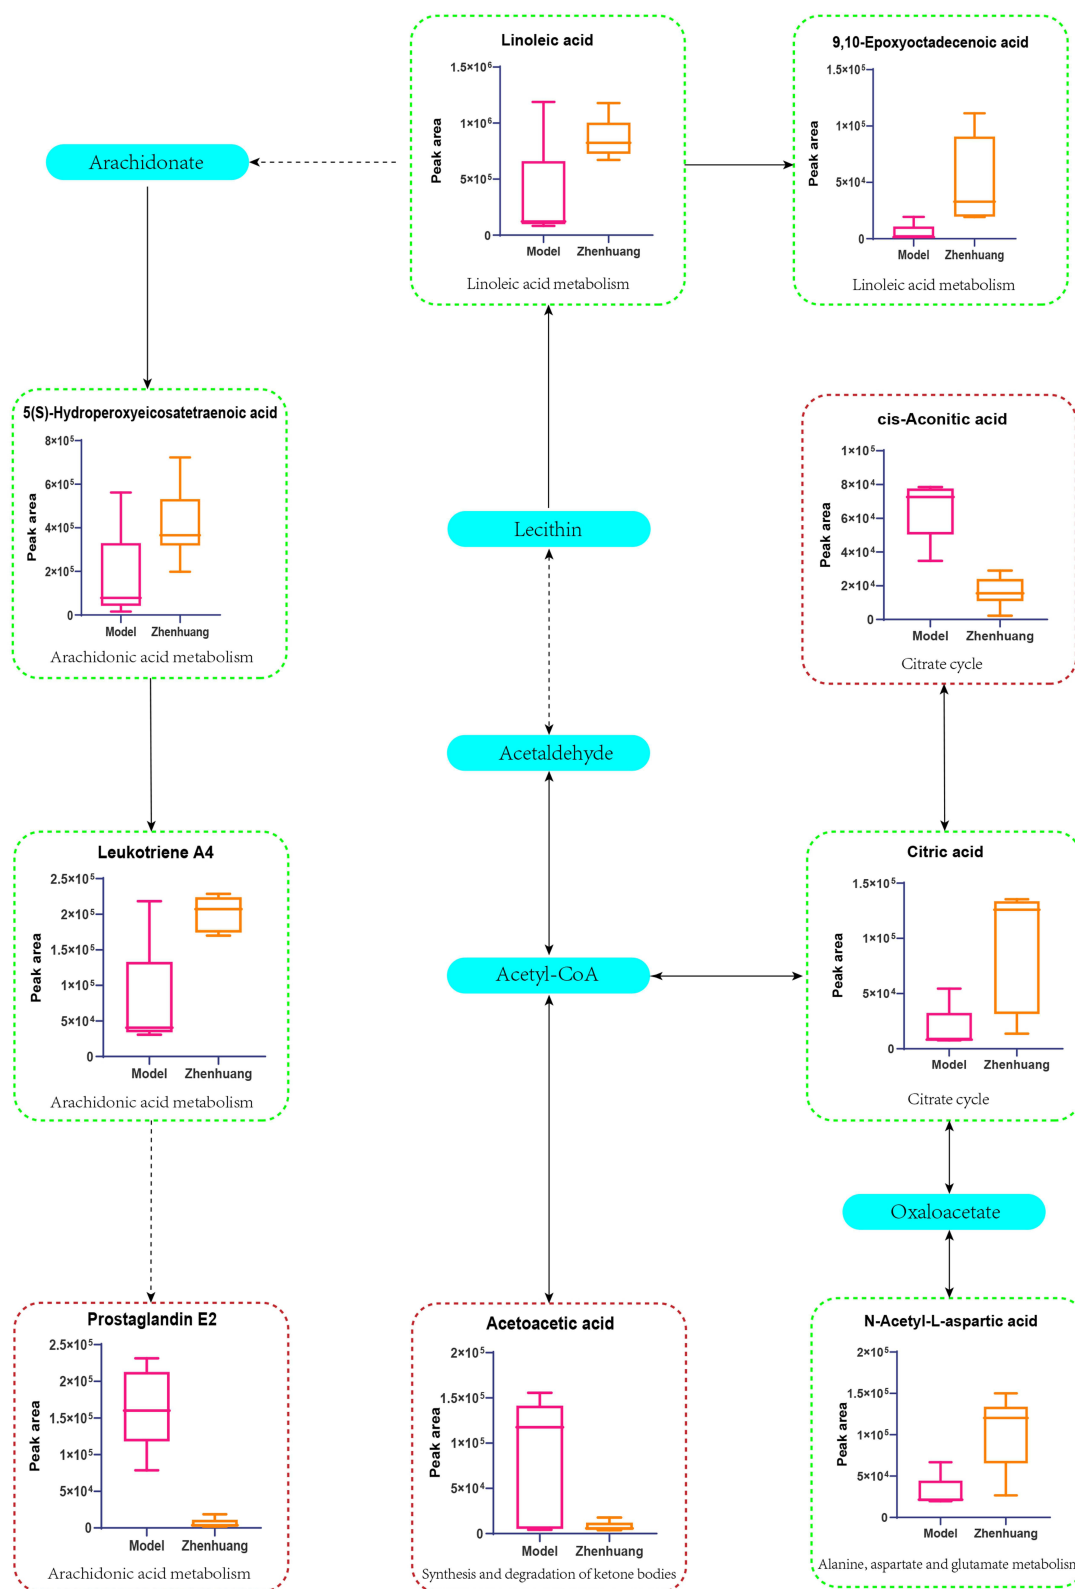 Linoleic acid
1.5×10⁶
1×10⁶
5×10⁵
0
Peak area
Model Zhenhuang
Linoleic acid metabolism
9,10-Epoxyoctadecenoic acid
1.5×10⁵
1×10⁵
5×10⁴
0
Peak area
Model Zhenhuang
Linoleic acid metabolism
Arachidonate
5(S)-Hydroperoxyeicosatetraenoic acid
8×10⁵
6×10⁵
4×10⁵
2×10⁵
0
Peak area
Model Zhenhuang
Arachidonic acid metabolism
cis-Aconitic acid
1×10⁵
8×10⁴
6×10⁴
4×10⁴
2×10⁴
0
Peak area
Model Zhenhuang
Citrate cycle
Lecithin
Acetaldehyde
Leukotriene A4
2.5×10⁵
2×10⁵
1.5×10⁵
1×10⁵
5×10⁴
0
Peak area
Model Zhenhuang
Arachidonic acid metabolism
Acetyl-CoA
Citric acid
1.5×10⁵
1×10⁵
5×10⁴
0
Peak area
Model Zhenhuang
Citrate cycle
Oxaloacetate
Prostaglandin E2
2.5×10⁵
2×10⁵
1.5×10⁵
1×10⁵
5×10⁴
0
Peak area
Model Zhenhuang
Arachidonic acid metabolism
Acetoacetic acid
2×10⁵
1.5×10⁵
1×10⁵
5×10⁴
0
Peak area
Model Zhenhuang
Synthesis and degradation of ketone bodies
N-Acetyl-L-aspartic acid
2×10⁵
1.5×10⁵
1×10⁵
5×10⁴
0
Peak area
Model Zhenhuang
Alanine, aspartate and glutamate metabolism